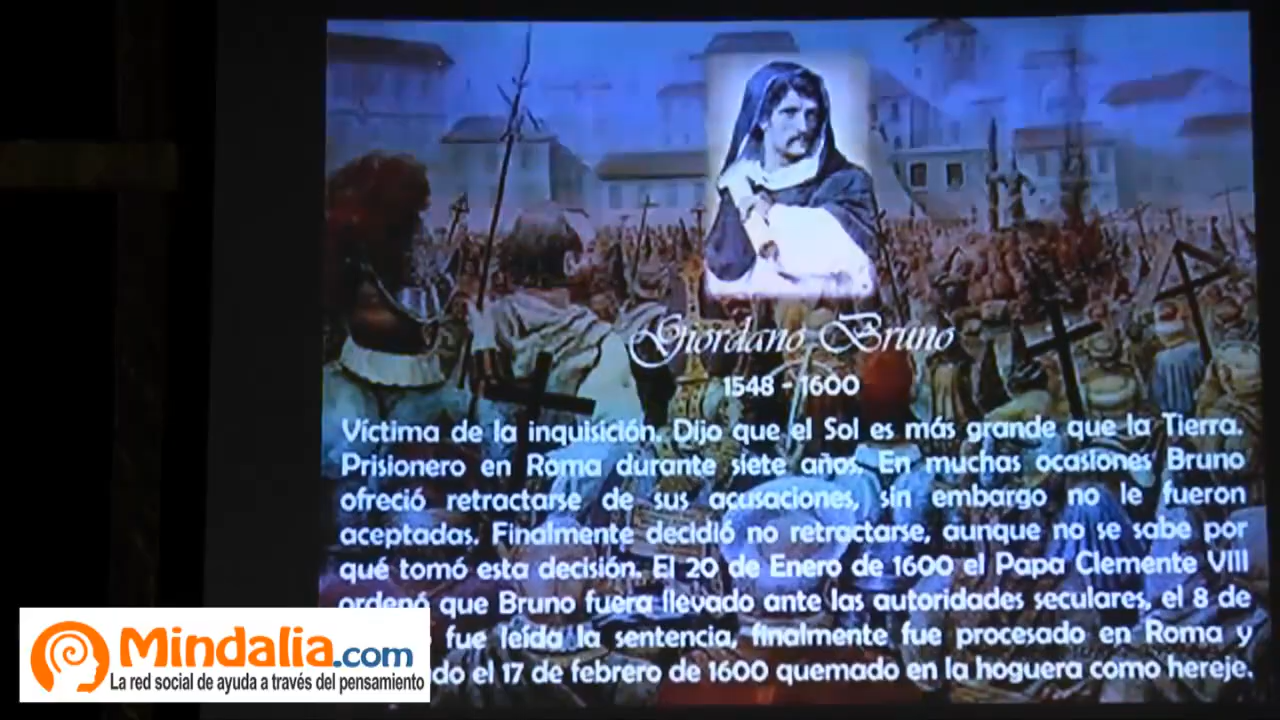 Giordano Bruno
1548 - 1600
Víctima de la inquisición. Dijo que el Sol es más grande que la Tierra.
Prisionero en Roma durante siete años. En muchas ocasiones Bruno
ofreció retractarse de sus acusaciones, sin embargo no le fueron
aceptadas. Finalmente decidió no retractarse, aunque no se sabe por
qué tomó esta decisión. El 20 de Enero de 1600 el Papa Clemente VIII
ordenó que Bruno fuera llevado ante las autoridades seculares, el 8 de
fue leída la sentencia, finalmente fue procesado en Roma y
do el 17 de febrero de 1600 quemado en la hoguera como hereje.
Mindalia.com
La red social de ayuda a través del pensamiento